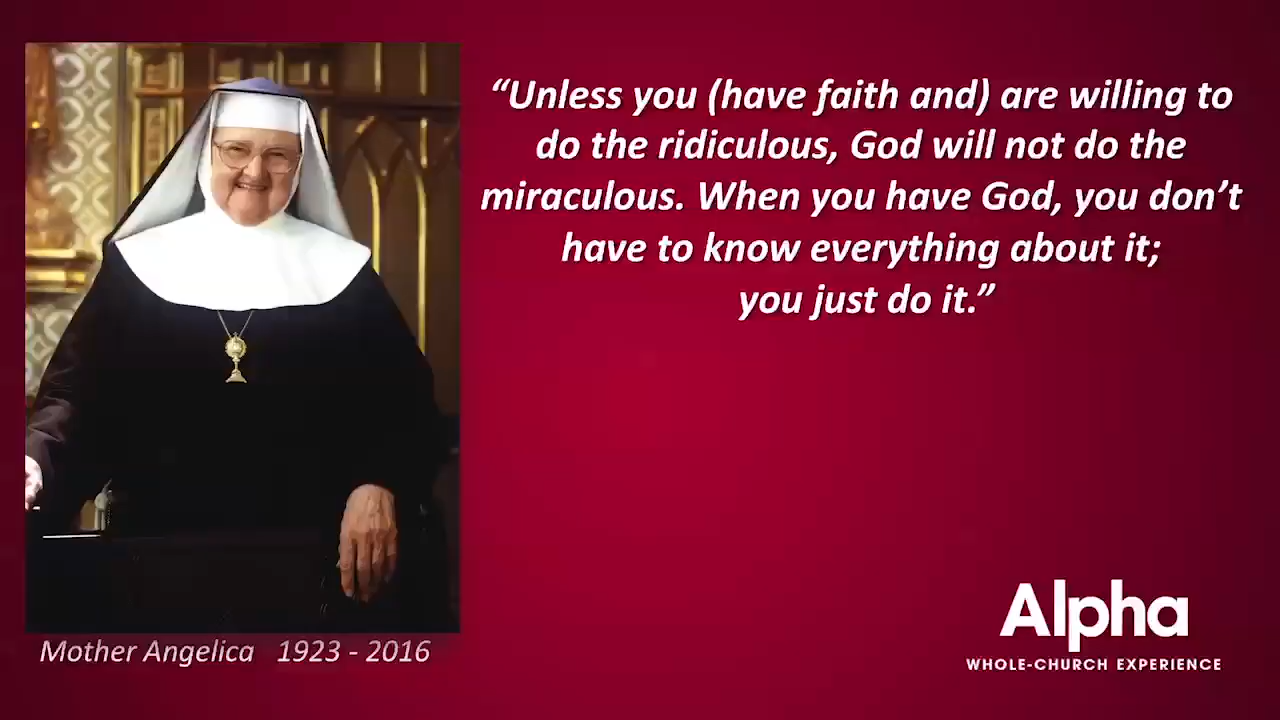 “Unless you (have faith and) are willing to
do the ridiculous, God will not do the
miraculous. When you have God, you don’t
have to know everything about it;
you just do it.”
Mother Angelica 1923 - 2016
Alpha
WHOLE-CHURCH EXPERIENCE